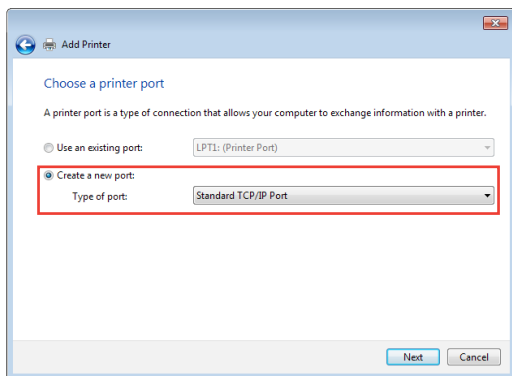 Add Printer
Choose a printer port
A printer port is a type of connection that allows your computer to exchange information with a printer.
Use an existing port: LPT1: (Printer Port)
Create a new port:
Type of port: Standard TCP/IP Port
Next Cancel